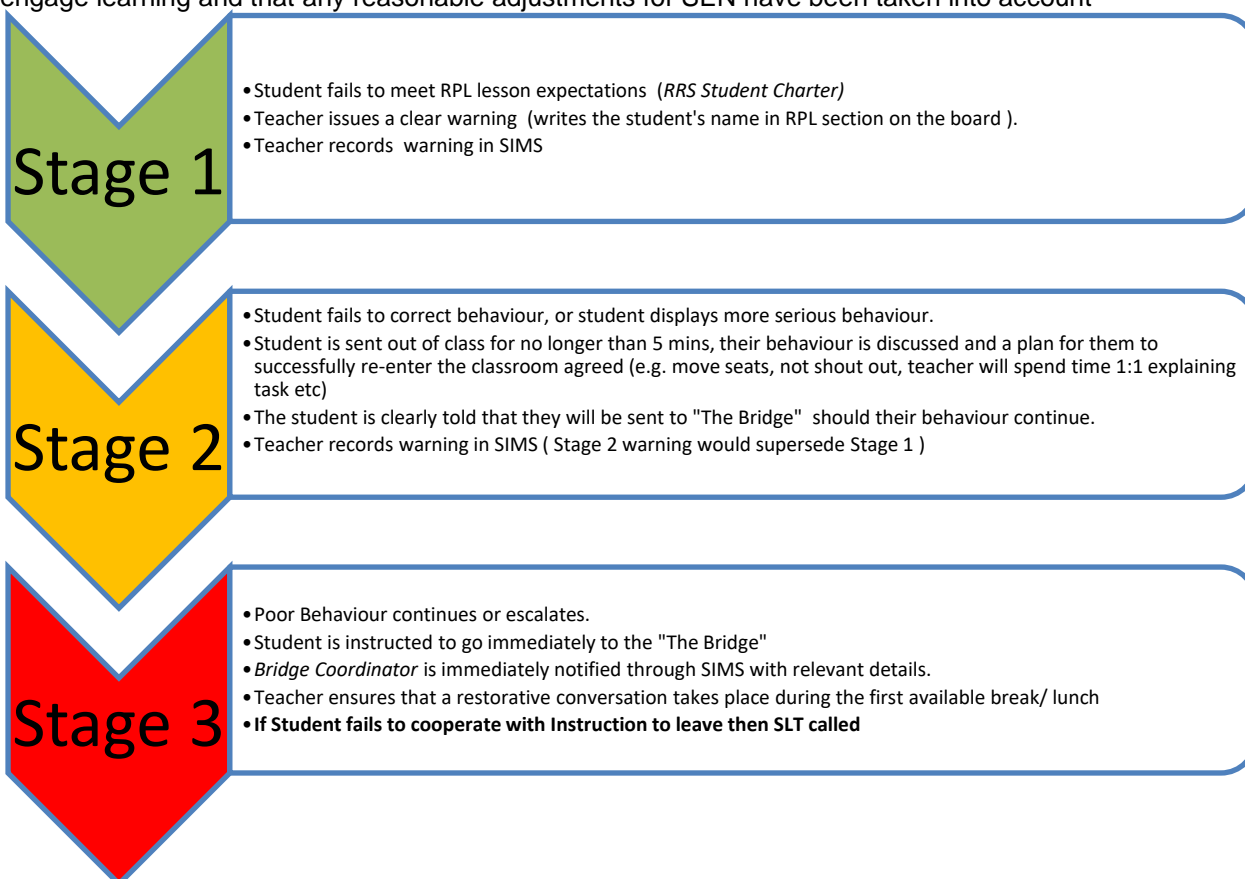 engage learning and that any reasonable adjustments for SEN have been taken into account
Stage 1
•Student fails to meet RPL lesson expectations (RRS Student Charter)
•Teacher issues a clear warning (writes the student's name in RPL section on the board ).
•Teacher records warning in SIMS
Stage 2
•Student fails to correct behaviour, or student displays more serious behaviour.
•Student is sent out of class for no longer than 5 mins, their behaviour is discussed and a plan for them to
successfully re-enter the classroom agreed (e.g. move seats, not shout out, teacher will spend time 1:1 explaining
task etc)
•The student is clearly told that they will be sent to "The Bridge" should their behaviour continue.
•Teacher records warning in SIMS ( Stage 2 warning would supersede Stage 1 )
Stage 3
•Poor Behaviour continues or escalates.
•Student is instructed to go immediately to the "The Bridge"
•Bridge Coordinator is immediately notified through SIMS with relevant details.
•Teacher ensures that a restorative conversation takes place during the first available break/ lunch
•If Student fails to cooperate with Instruction to leave then SLT called